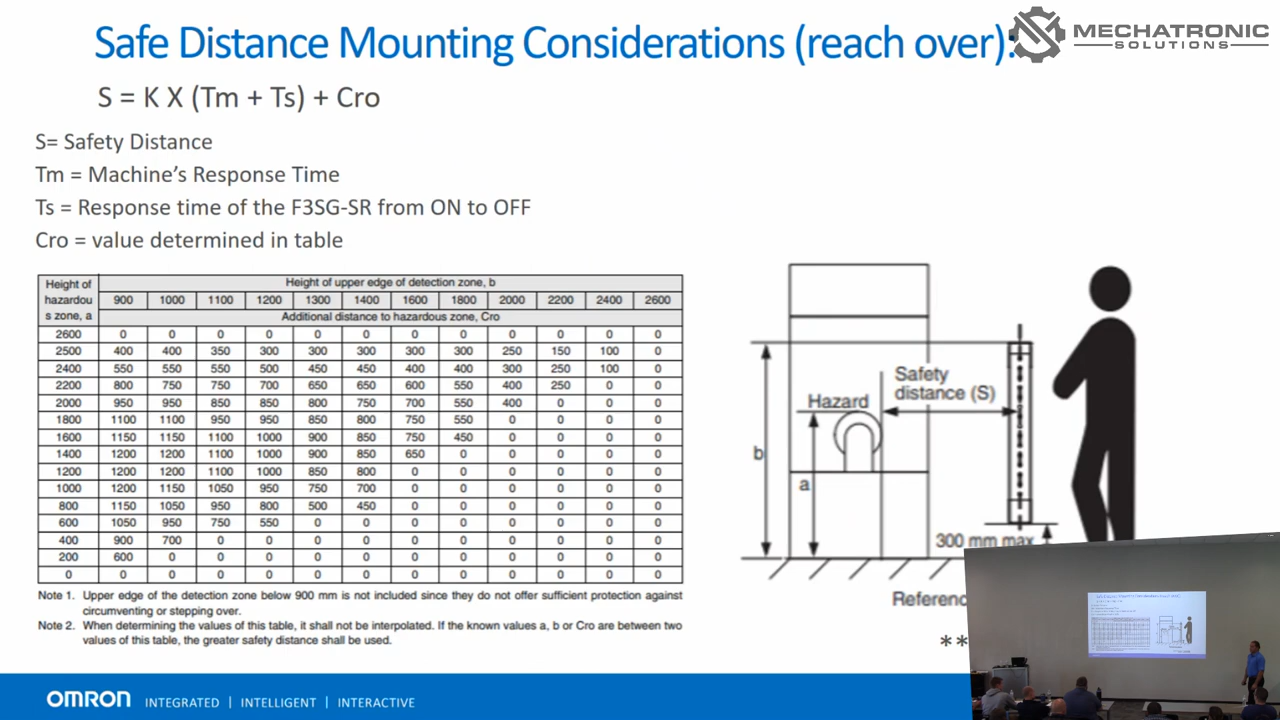 Safe Distance Mounting Considerations (reach over):
MECHATRONIC
SOLUTIONS
S = K X (Tm + Ts) + Cro
S= Safety Distance
Tm = Machine's Response Time
Ts = Response time of the F3SG-SR from ON to OFF
Cro = value determined in table
Height of hazardous zone, a | Height of upper edge of detection zone, b
900 1000 1100 1200 1300 1400 1600 1800 2000 2200 2400 2600
Additional distance to hazardous zone, Cro
2600 0 0 0 0 0 0 0 0 0 0 0 0
2500 400 400 350 300 300 300 300 300 250 150 100 0
2400 550 550 550 500 450 450 400 400 300 250 100 0
2200 800 750 750 700 650 650 600 550 400 250 0 0
2000 950 950 850 850 800 750 700 550 400 0 0 0
1800 1100 1100 950 950 850 800 750 550 0 0 0 0
1600 1150 1150 1100 1000 900 850 750 450 0 0 0 0
1400 1200 1200 1100 1000 900 850 650 0 0 0 0 0
1200 1200 1200 1100 1000 850 800 0 0 0 0 0 0
1000 1200 1150 1050 950 750 700 0 0 0 0 0 0
800 1150 1050 950 800 500 450 0 0 0 0 0 0
600 1050 950 750 550 0 0 0 0 0 0 0 0
400 900 700 0 0 0 0 0 0 0 0 0 0
200 600 0 0 0 0 0 0 0 0 0 0 0
0 0 0 0 0 0 0 0 0 0 0 0 0
Note 1. Upper edge of the detection zone below 900 mm is not included since they do not offer sufficient protection against
circumventing or stepping over.
Note 2. When determining the values of this table, it shall not be interpolated. If the known values a, b or Cro are between two
values of this table, the greater safety distance shall be used.
Safety
distance (S)
Hazard
b
a
300 mm max
Referenc
**
OMRON INTEGRATED | INTELLIGENT | INTERACTIVE